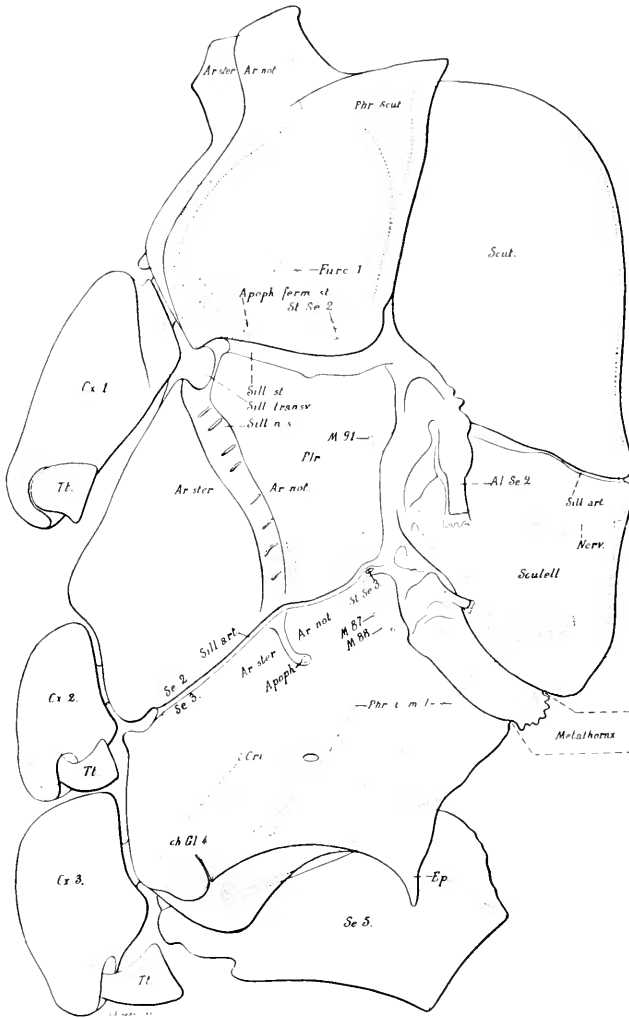 Ar ster
Ar not
Phr Scut
Scut.
Furc 1
Apoph ferm st
St Se 2
Cx 1
Sill st
Sill transv
Sill n s
M 91
Plr
Al Se 2
Ar ster
Ar not.
Tt.
Sill art
Nerv.
Scutell
St Se 3
Ar not
M 87
M 88
Sill art
Ar ster
Apoph
Se 2
Se 3.
Cx 2.
Phr
Tt
Metathorax
Cri
ch Gl 4
Cx 3.
Ep
Se 5.
Tt.